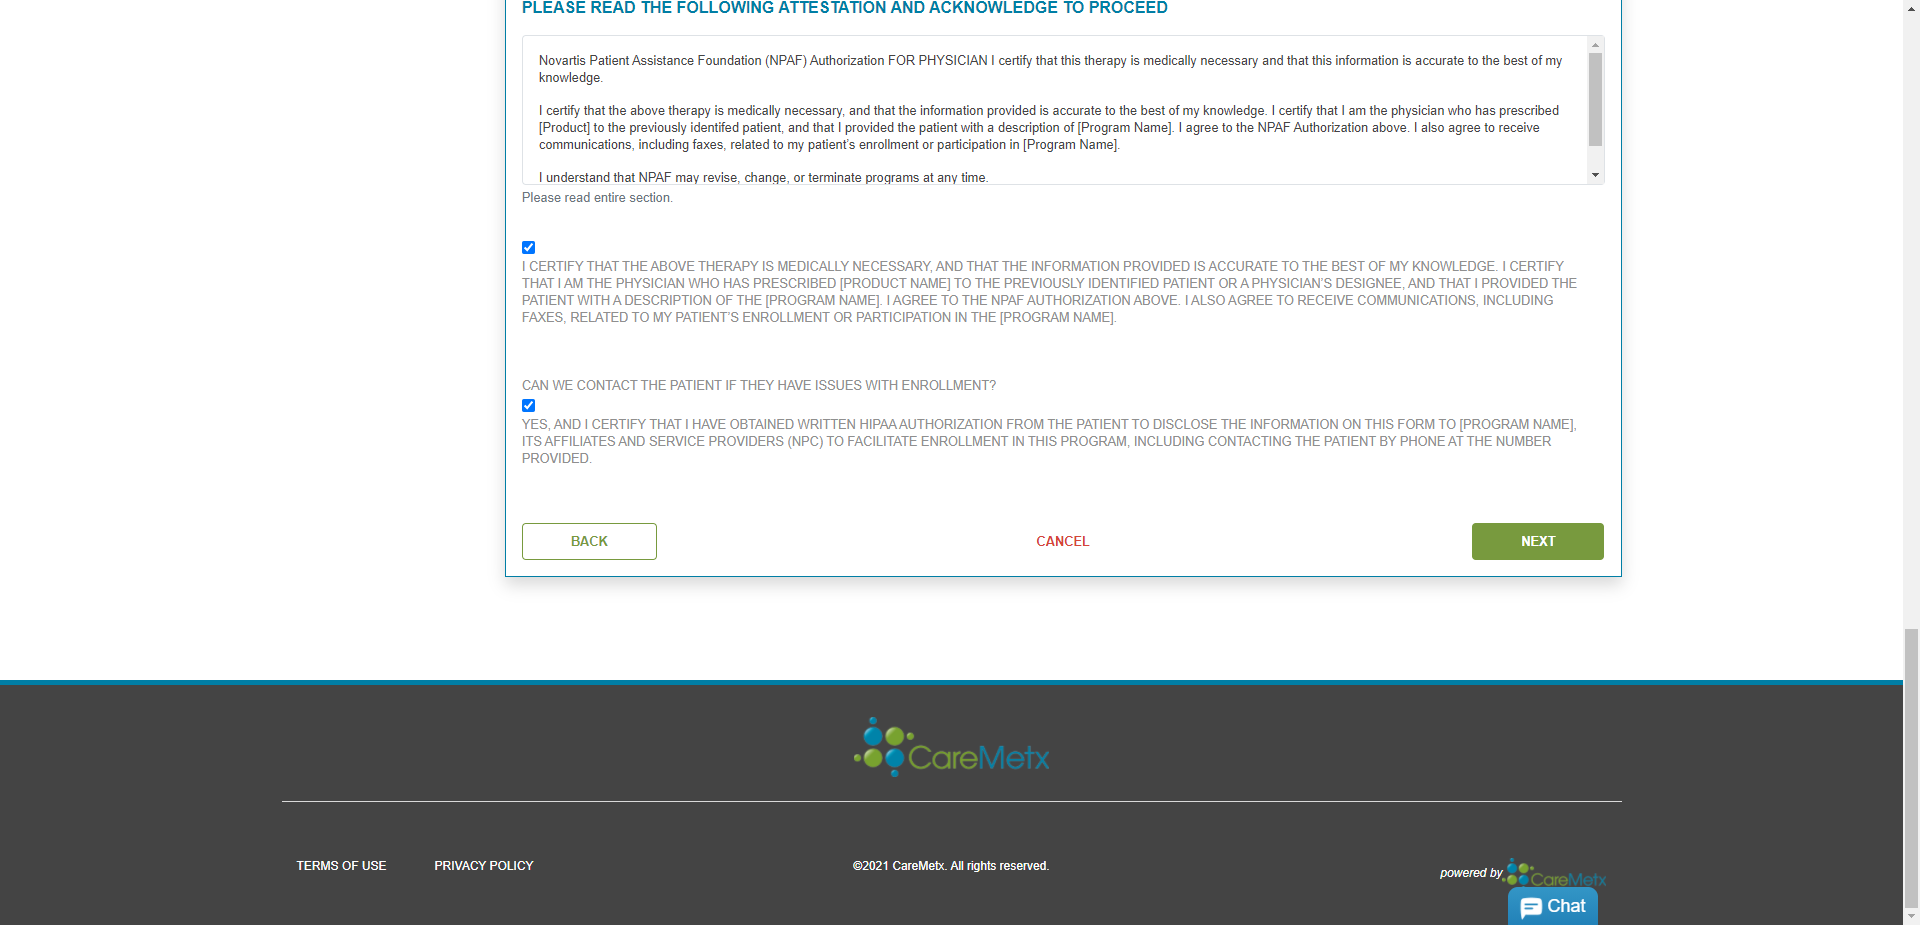 PLEASE READ THE FOLLOWING ATTESTATION AND ACKNOWLEDGE TO PROCEED
Novartis Patient Assistance Foundation (NPAF) Authorization FOR PHYSICIAN I certify that this therapy is medically necessary and that this information is accurate to the best of my
knowledge.
I certify that the above therapy is medically necessary, and that the information provided is accurate to the best of my knowledge. I certify that I am the physician who has prescribed
[Product] to the previously identifed patient, and that I provided the patient with a description of [Program Name]. I agree to the NPAF Authorization above. I also agree to receive
communications, including faxes, related to my patient’s enrollment or participation in [Program Name].
I understand that NPAF may revise, change, or terminate programs at any time.
Please read entire section.
I CERTIFY THAT THE ABOVE THERAPY IS MEDICALLY NECESSARY, AND THAT THE INFORMATION PROVIDED IS ACCURATE TO THE BEST OF MY KNOWLEDGE. I CERTIFY
THAT I AM THE PHYSICIAN WHO HAS PRESCRIBED [PRODUCT NAME] TO THE PREVIOUSLY IDENTIFIED PATIENT OR A PHYSICIAN’S DESIGNEE, AND THAT I PROVIDED THE
PATIENT WITH A DESCRIPTION OF THE [PROGRAM NAME]. I AGREE TO THE NPAF AUTHORIZATION ABOVE. I ALSO AGREE TO RECEIVE COMMUNICATIONS, INCLUDING
FAXES, RELATED TO MY PATIENT’S ENROLLMENT OR PARTICIPATION IN THE [PROGRAM NAME].
CAN WE CONTACT THE PATIENT IF THEY HAVE ISSUES WITH ENROLLMENT?
YES, AND I CERTIFY THAT I HAVE OBTAINED WRITTEN HIPAA AUTHORIZATION FROM THE PATIENT TO DISCLOSE THE INFORMATION ON THIS FORM TO [PROGRAM NAME],
ITS AFFILIATES AND SERVICE PROVIDERS (NPC) TO FACILITATE ENROLLMENT IN THIS PROGRAM, INCLUDING CONTACTING THE PATIENT BY PHONE AT THE NUMBER
PROVIDED.
BACK CANCEL NEXT
CareMetx
TERMS OF USE PRIVACY POLICY ©2021 CareMetx. All rights reserved. powered by CareMetx
Chat